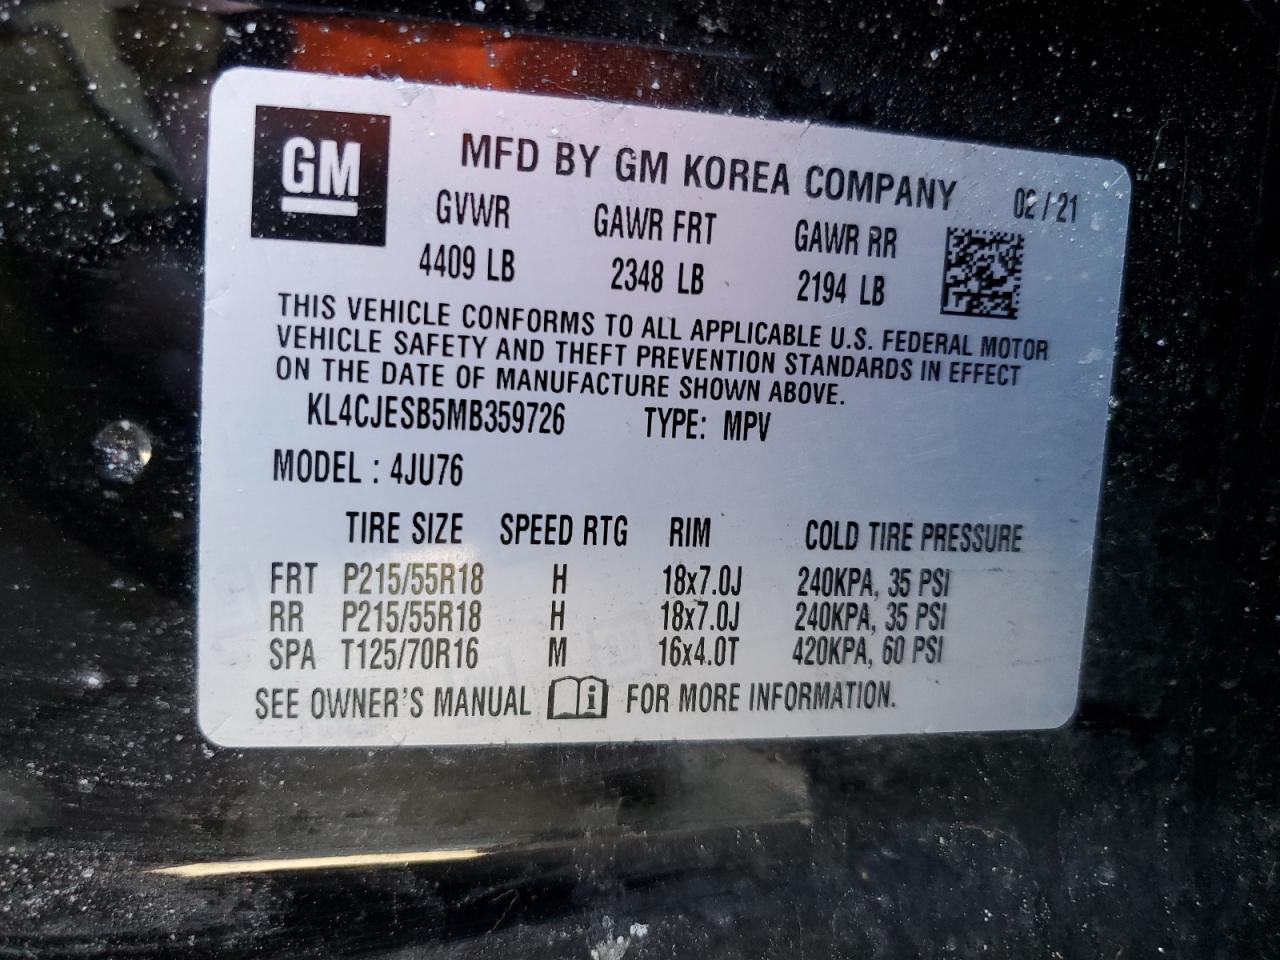 GM
MFD BY GM KOREA COMPANY 02/21
GVWR GAWR FRT GAWR RR
4409 LB 2348 LB 2194 LB
THIS VEHICLE CONFORMS TO ALL APPLICABLE U.S. FEDERAL MOTOR
VEHICLE SAFETY AND THEFT PREVENTION STANDARDS IN EFFECT
ON THE DATE OF MANUFACTURE SHOWN ABOVE.
KL4CJESB5MB359726 TYPE: MPV
MODEL : 4JU76
TIRE SIZE SPEED RTG RIM COLD TIRE PRESSURE
FRT P215/55R18 H 18x7.0J 240KPA, 35 PSI
RR P215/55R18 H 18x7.0J 240KPA, 35 PSI
SPA T125/70R16 M 16x4.0T 420KPA, 60 PSI
SEE OWNER'S MANUAL i FOR MORE INFORMATION.